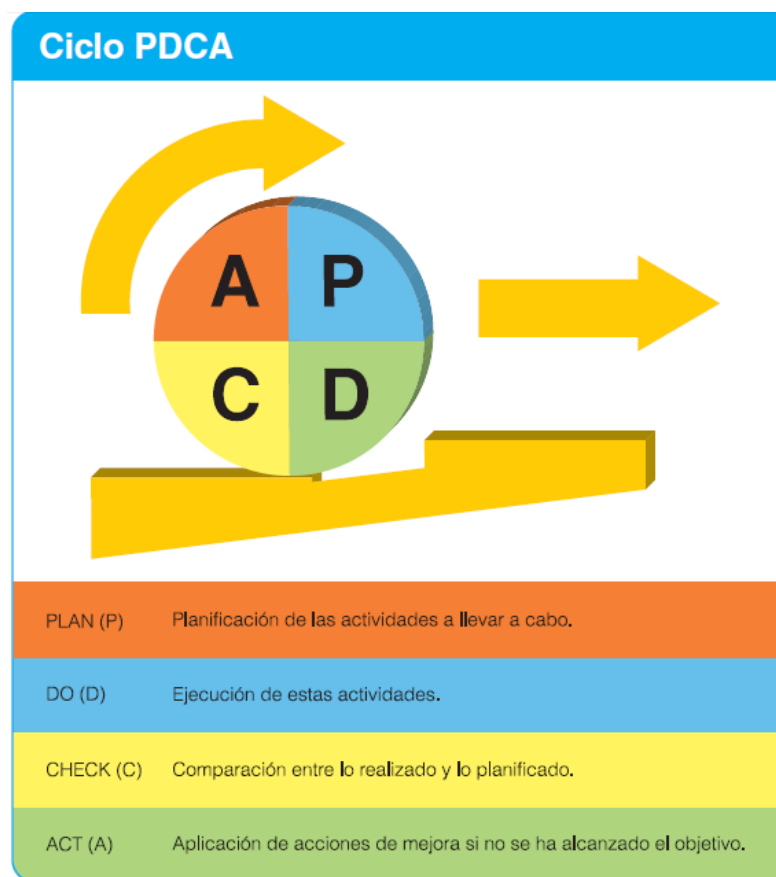 Ciclo PDCA
A P
C D
PLAN (P) Planificación de las actividades a llevar a cabo.
DO (D) Ejecución de estas actividades.
CHECK (C) Comparación entre lo realizado y lo planificado.
ACT (A) Aplicación de acciones de mejora si no se ha alcanzado el objetivo.